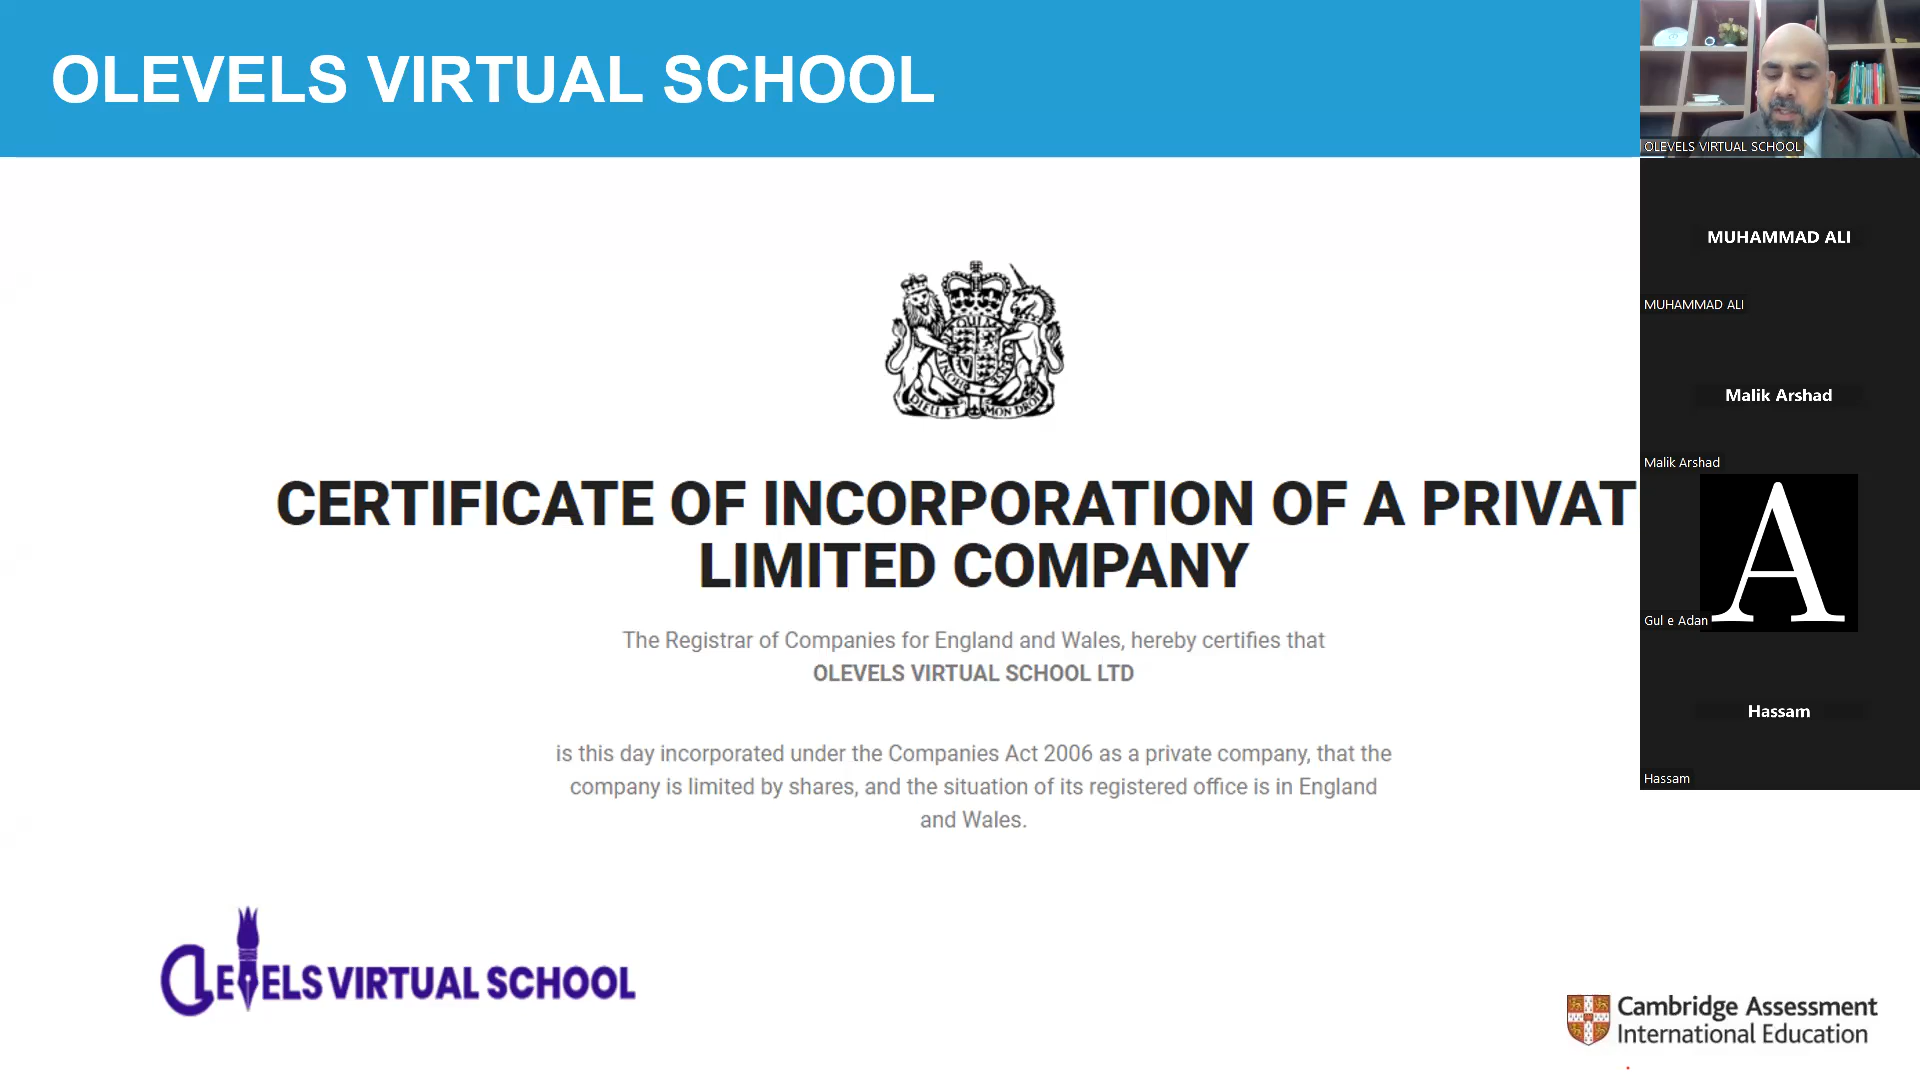 OLEVELS VIRTUAL SCHOOL
CERTIFICATE OF INCORPORATION OF A PRIVAT
LIMITED COMPANY
The Registrar of Companies for England and Wales, hereby certifies that
OLEVELS VIRTUAL SCHOOL LTD
is this day incorporated under the Companies Act 2006 as a private company, that the
company is limited by shares, and the situation of its registered office is in England
and Wales.
DIEU ET MON DROIT
OLEVELS VIRTUAL SCHOOL
Cambridge Assessment
International Education
OLEVELS VIRTUAL SCHOOL
MUHAMMAD ALI
MUHAMMAD ALI
Malik Arshad
Malik Arshad
A
Gul e Adan
Hassam
Hassam